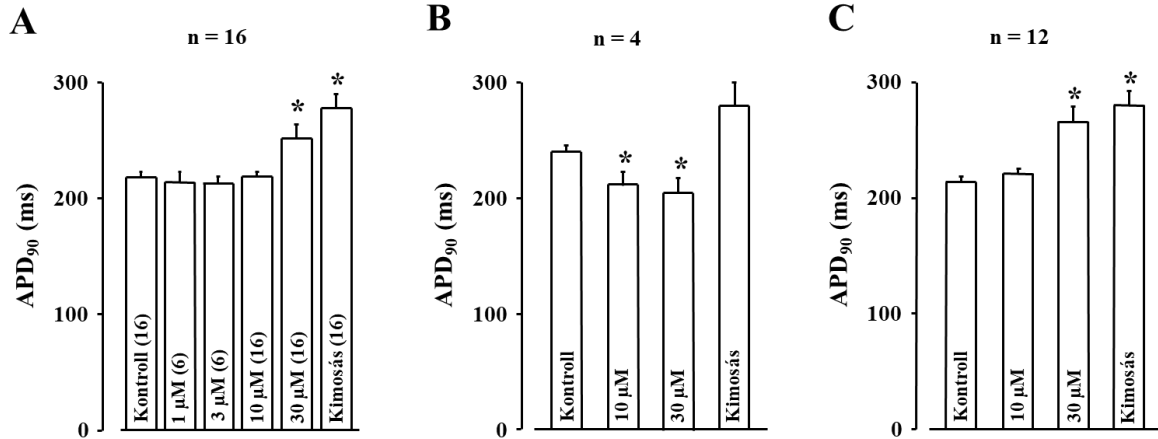 A
n = 16
300
200
100
0
APD90 (ms)
*
*
Kontroll (16)
1 µM (6)
3 µM (6)
10 µM (16)
30 µM (16)
Kimosás (16)
B
n = 4
300
200
100
0
APD90 (ms)
*
*
Kontroll
10 µM
30 µM
Kimosás
C
n = 12
300
200
100
0
APD90 (ms)
*
*
Kontroll
10 µM
30 µM
Kimosás